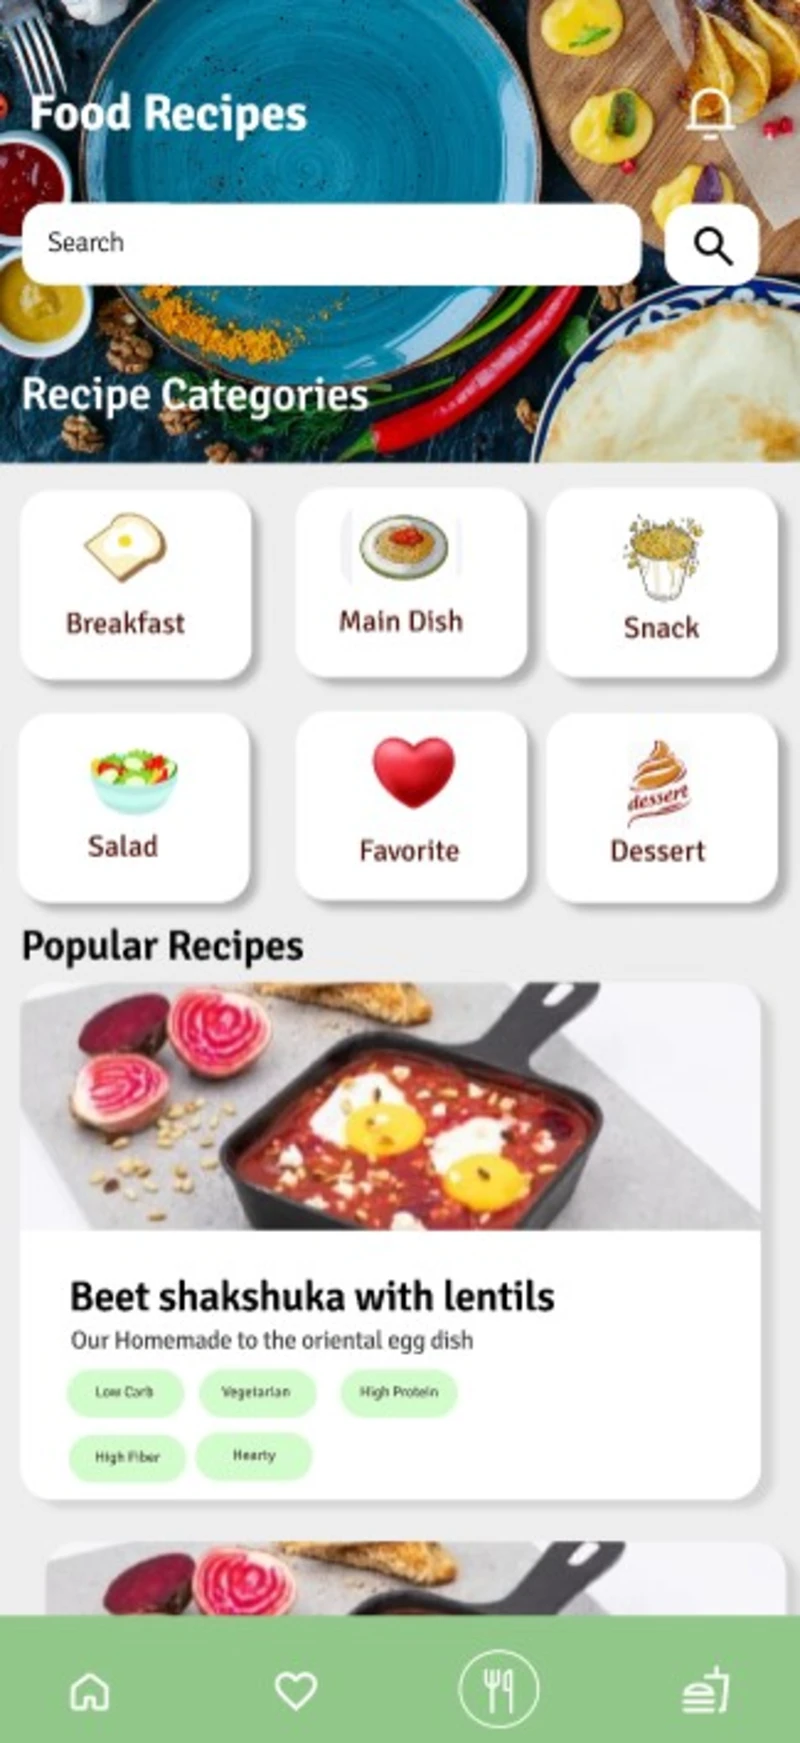 Food Recipes
Search
Recipe Categories
Breakfast
Main Dish
Snack
Salad
Favorite
dessert
Dessert
Popular Recipes
Beet shakshuka with lentils
Our Homemade to the oriental egg dish
Low Carb
Vegetarian
High Protein
High Fiber
Hearty